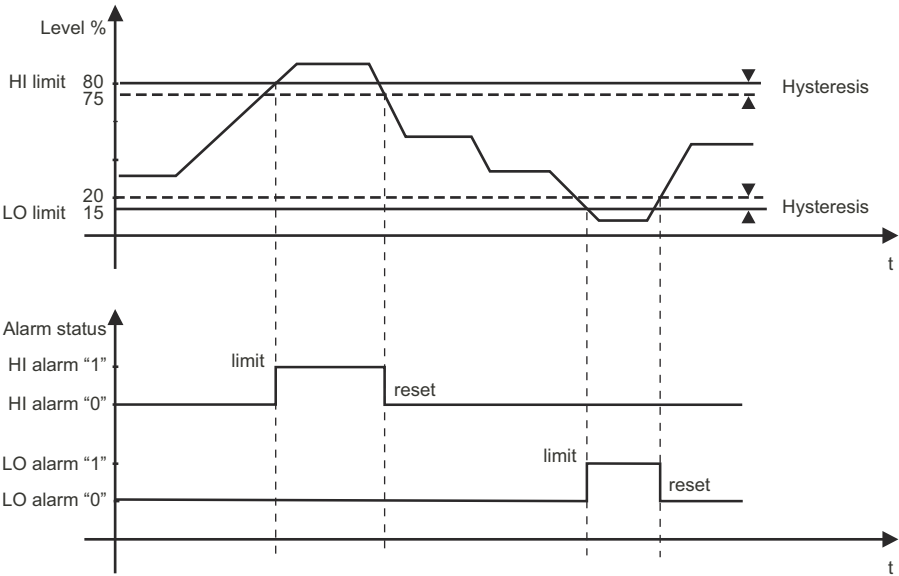 Level %
HI limit 80
75
Hysteresis
20
LO limit 15
Hysteresis
t
Alarm status
HI alarm “1”
limit
HI alarm “0”
reset
LO alarm “1”
limit
LO alarm “0”
reset
t